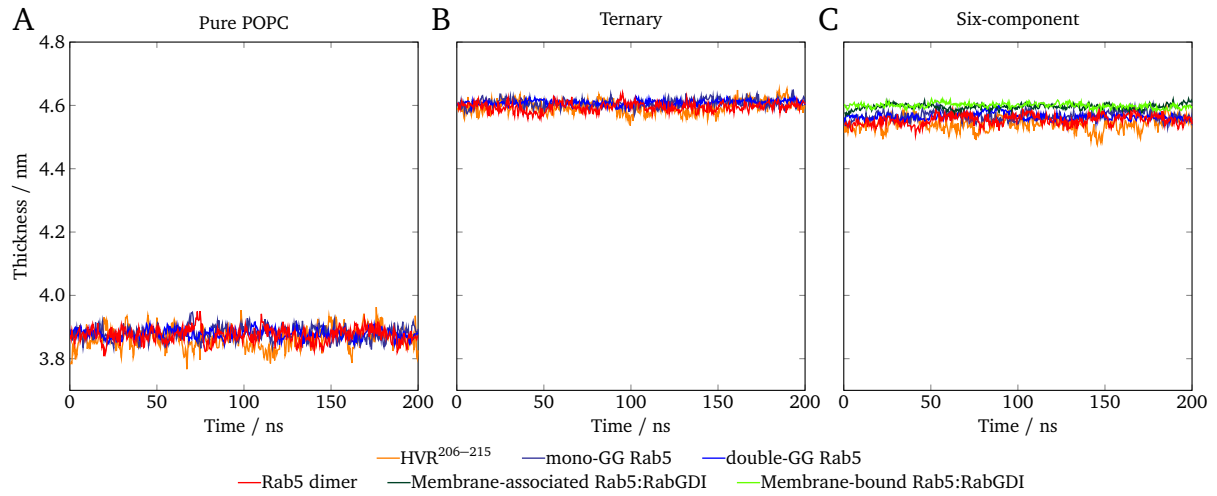 A
Pure POPC
B
Ternary
C
Six-component
Thickness / nm
4.8
4.6
4.4
4.2
4.0
3.8
0
50
100
150
200
0
50
100
150
200
0
50
100
150
200
Time / ns
Time / ns
Time / ns
HVR²⁰⁶⁻²¹⁵ mono-GG Rab5 double-GG Rab5
Rab5 dimer Membrane-associated Rab5:RabGDI Membrane-bound Rab5:RabGDI